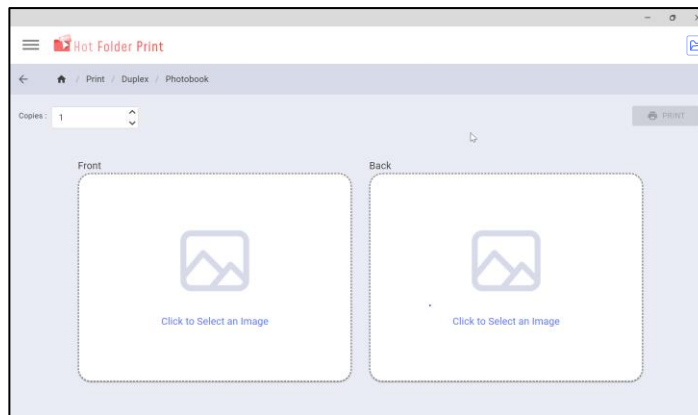 Hot Folder Print
/ Print / Duplex / Photobook
Copies : 1
PRINT
Front
Back
Click to Select an Image
Click to Select an Image